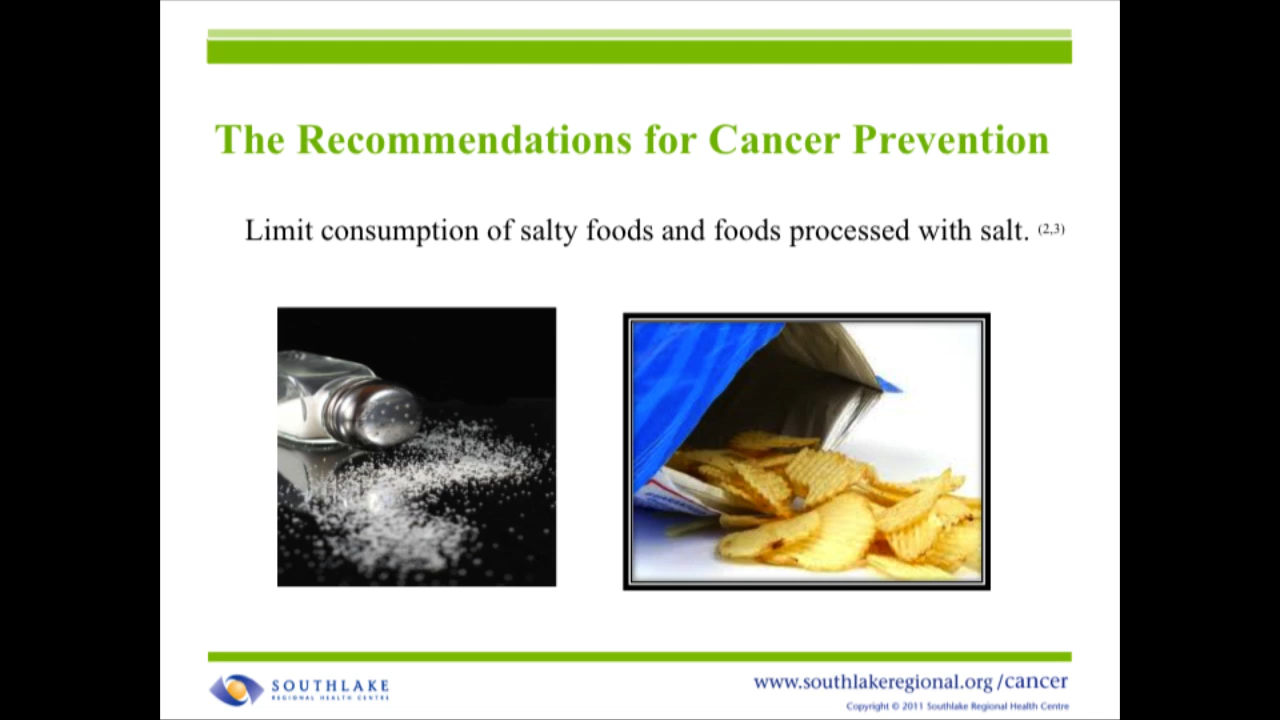 The Recommendations for Cancer Prevention
Limit consumption of salty foods and foods processed with salt. (2,3)
SOUTHLAKE
REGIONAL HEALTH CENTRE
www.southlakeregional.org/cancer
Copyright © 2011 Southlake Regional Health Centre